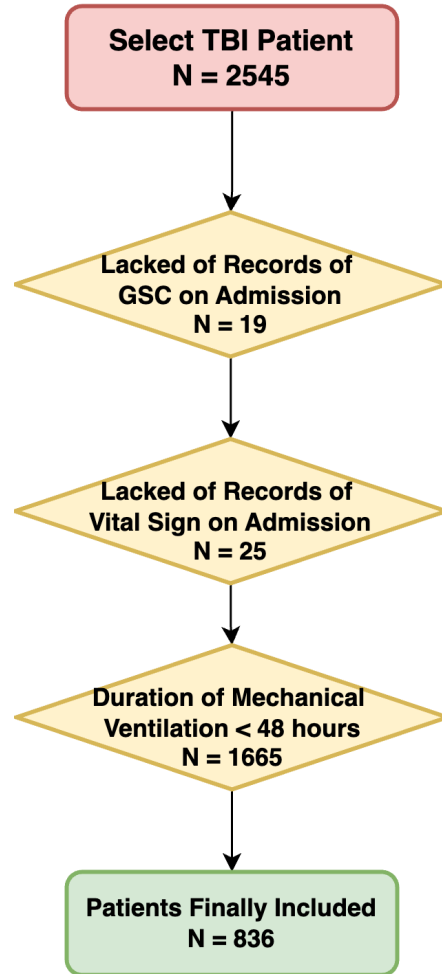 Select TBI Patient
N = 2545
Lacked of Records of
GSC on Admission
N = 19
Lacked of Records of
Vital Sign on Admission
N = 25
Duration of Mechanical
Ventilation < 48 hours
N = 1665
Patients Finally Included
N = 836